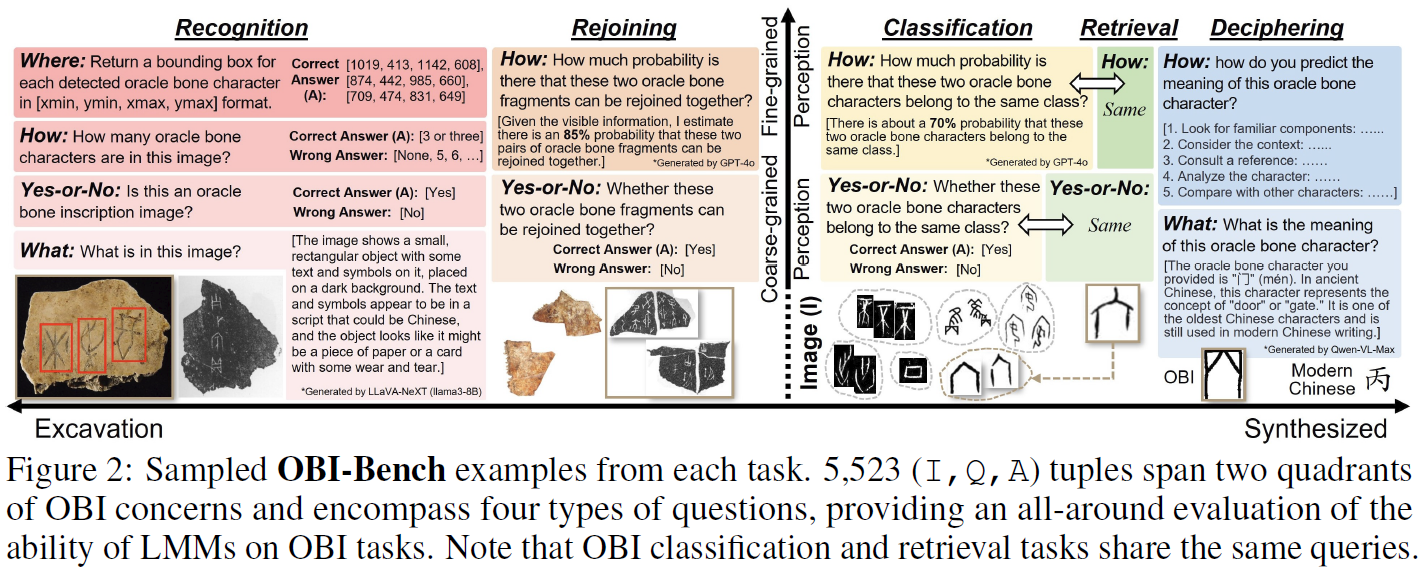 Recognition
Where: Return a bounding box for
each detected oracle bone character
in [xmin, ymin, xmax, ymax] format.
Correct [1019, 413, 1142, 608],
Answer [874, 442, 985, 660],
(A): [709, 474, 831, 649]
How: How many oracle bone
characters are in this image?
Correct Answer (A): [3 or three]
Wrong Answer: [None, 5, 6, …]
Yes-or-No: Is this an oracle
bone inscription image?
Correct Answer (A): [Yes]
Wrong Answer: [No]
What: What is in this image?
[The image shows a small,
rectangular object with some
text and symbols on it, placed
on a dark background. The text
and symbols appear to be in a
script that could be Chinese,
and the object looks like it might
be a piece of paper or a card
with some wear and tear.]
*Generated by LLaVA-NeXT (llama3-8B)
Rejoining
How: How much probability is
there that these two oracle bone
fragments can be rejoined together?
[Given the visible information, I estimate
there is an 85% probability that these two
pairs of oracle bone fragments can be
rejoined together.]
*Generated by GPT-4o
Yes-or-No: Whether these
two oracle bone fragments can
be rejoined together?
Correct Answer (A): [Yes]
Wrong Answer: [No]
Fine-grained
Perception
Coarse-grained
Perception
Image (I)
Classification
How: How much probability is
there that these two oracle bone
characters belong to the same class?
[There is about a 70% probability that these
two oracle bone characters belong to the
same class.]
*Generated by GPT-4o
Yes-or-No: Whether these
two oracle bone characters
belong to the same class?
Correct Answer (A): [Yes]
Wrong Answer: [No]
Retrieval
How:
Same
Yes-or-No:
Same
Deciphering
How: how do you predict the
meaning of this oracle bone
character?
[1. Look for familiar components: ……
2. Consider the context: …...
3. Consult a reference: ……
4. Analyze the character: ……
5. Compare with other characters: ……]
What: What is the meaning
of this oracle bone character?
[The oracle bone character you
provided is "门" (mén). In ancient
Chinese, this character represents the
concept of "door" or "gate." It is one of
the oldest Chinese characters and is
still used in modern Chinese writing.]
*Generated by Qwen-VL-Max
OBI
Modern
Chinese
丙
Excavation
Synthesized
Figure 2: Sampled OBI-Bench examples from each task. 5,523 (I,Q,A) tuples span two quadrants
of OBI concerns and encompass four types of questions, providing an all-around evaluation of the
ability of LMMs on OBI tasks. Note that OBI classification and retrieval tasks share the same queries.